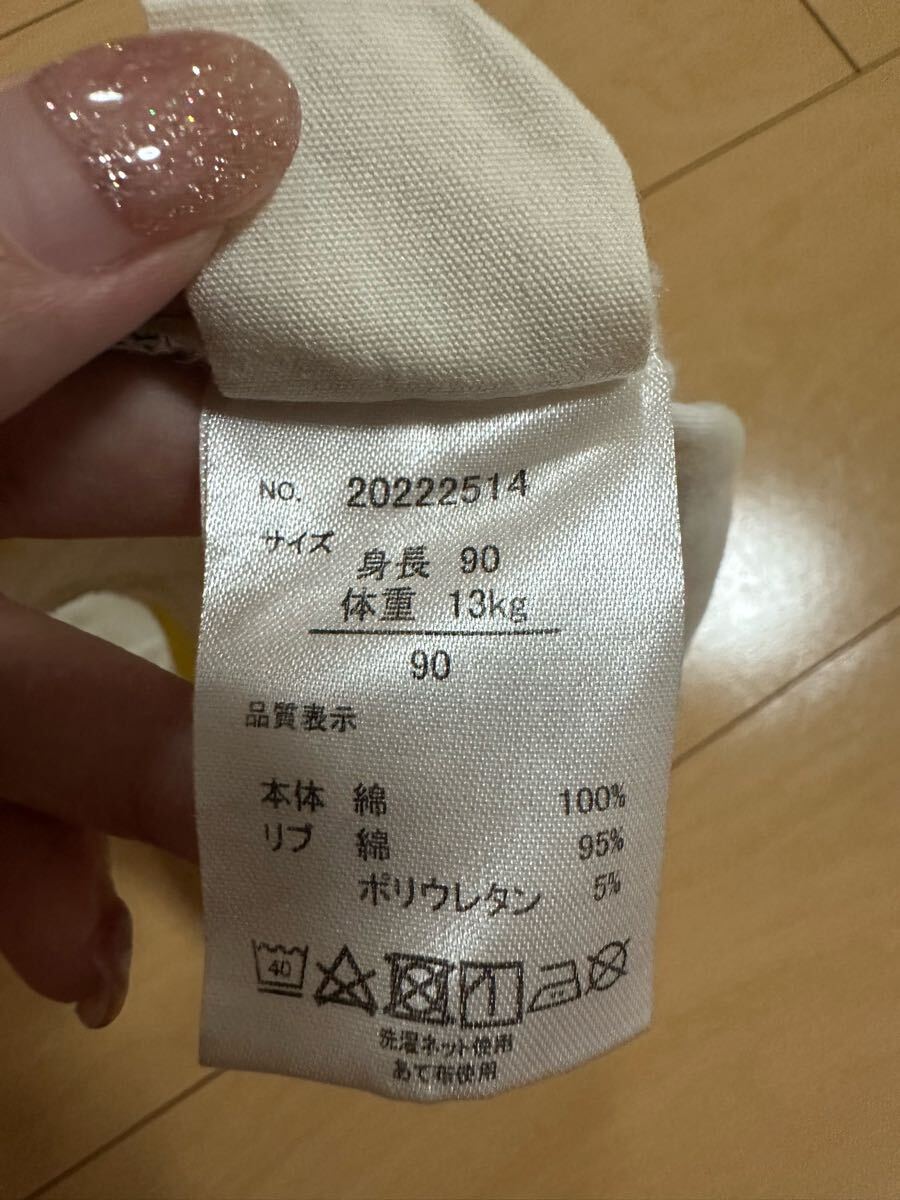 NO. 20222514
サイズ
身長 90
体重 13kg
90
品質表示
本体 綿 100%
リブ 綿 95%
ポリウレタン 5%
40
洗濯ネット使用
あて布使用